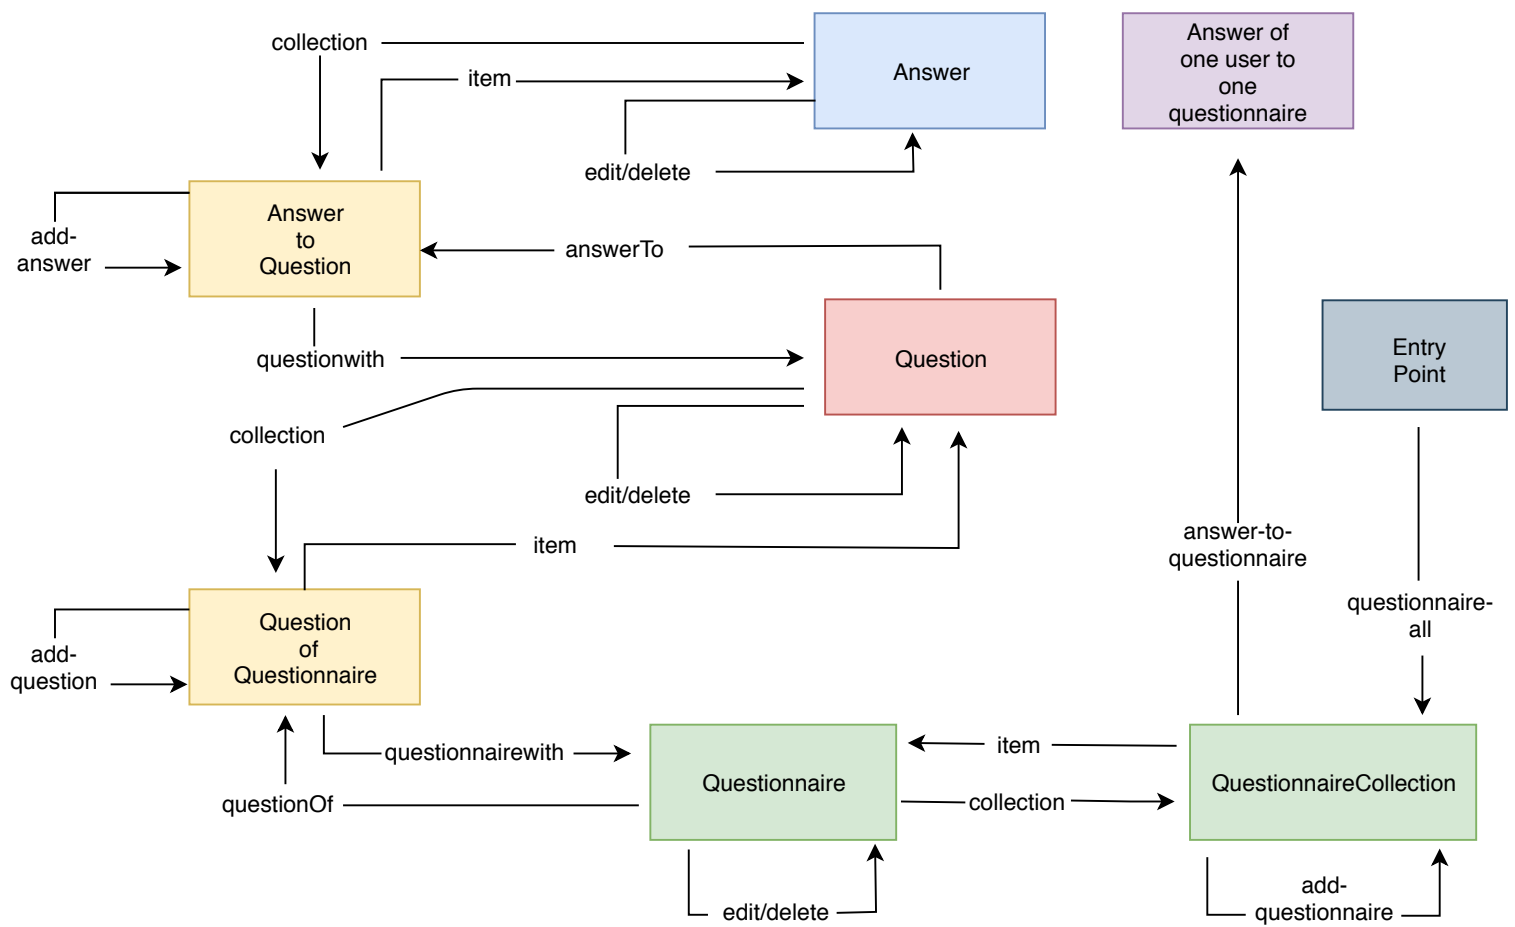 collection
item
Answer
edit/delete
Answer of
one user to
one
questionnaire
Answer
to
Question
add-
answer
answerTo
questionwith
Question
Entry
Point
collection
edit/delete
item
answer-to-
questionnaire
questionnaire-
all
Question
of
Questionnaire
add-
question
questionnairewith
questionOf
Questionnaire
item
collection
QuestionnaireCollection
edit/delete
add-
questionnaire